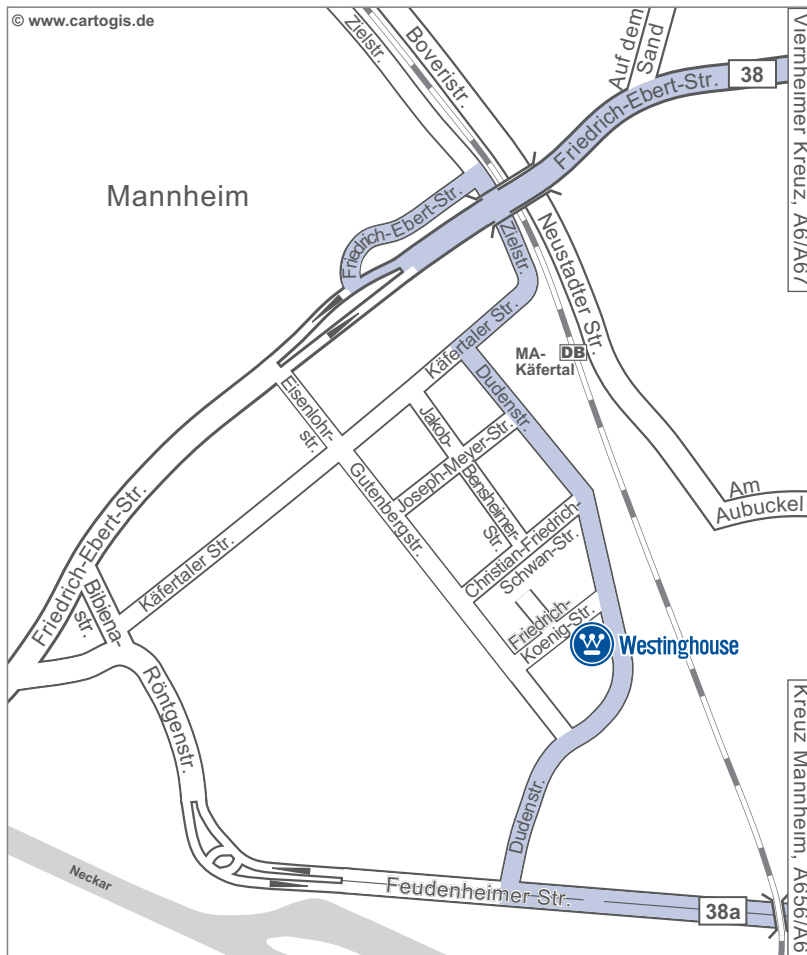 © www.cartogis.de
Zielstr.
Boveristr.
Auf dem
Sand
38
Friedrich-Ebert-Str.
Viernheimer Kreuz, A6/A67
Mannheim
Friedrich-Ebert-Str.
Zielstr.
Neustadter Str.
Käfertaler Str.
MA-
Käfertal
DB
Dudenstr.
Eisenlohr-
str.
Jakob-
Bensheimer-
Str.
Joseph-Meyer-Str.
Gutenbergstr.
Am
Aubuckel
Christian-Friedrich-
Schwan-Str.
Friedrich-Ebert-Str.
Käfertaler Str.
Bibiena-
str.
Friedrich-
Koenig-Str.
Westinghouse
Röntgenstr.
Kreuz Mannheim, A656/A6
Dudenstr.
Neckar
Feudenheimer Str.
38a